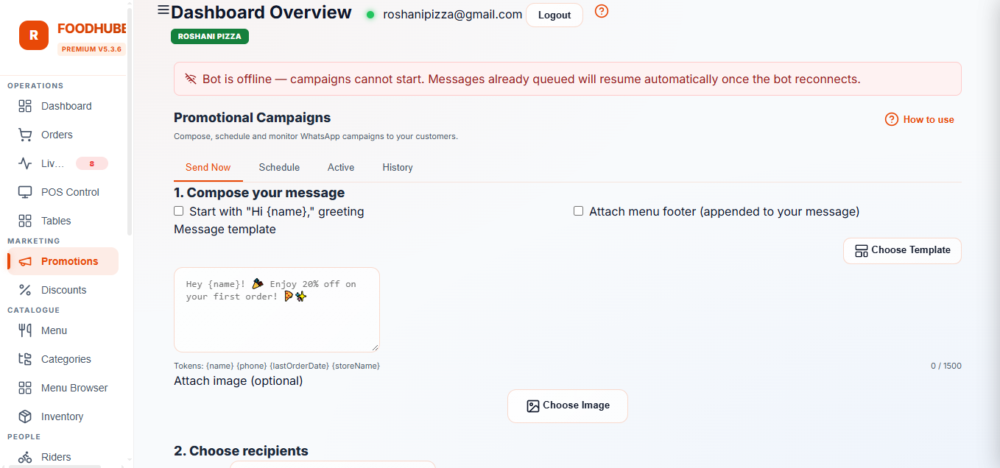 R
FOODHUB
PREMIUM V5.3.6
OPERATIONS
Dashboard
Orders
Liv... 8
POS Control
Tables
MARKETING
Promotions
Discounts
CATALOGUE
Menu
Categories
Menu Browser
Inventory
PEOPLE
Riders
Dashboard Overview
roshanipizza@gmail.com
Logout
ROSHANI PIZZA
Bot is offline — campaigns cannot start. Messages already queued will resume automatically once the bot reconnects.
Promotional Campaigns
How to use
Compose, schedule and monitor WhatsApp campaigns to your customers.
Send Now Schedule Active History
1. Compose your message
Start with "Hi {name}," greeting
Attach menu footer (appended to your message)
Message template
Choose Template
Hey {name}! 🎉 Enjoy 20% off on
your first order! 🍕✨
Tokens: {name} {phone} {lastOrderDate} {storeName}
0 / 1500
Attach image (optional)
Choose Image
2. Choose recipients